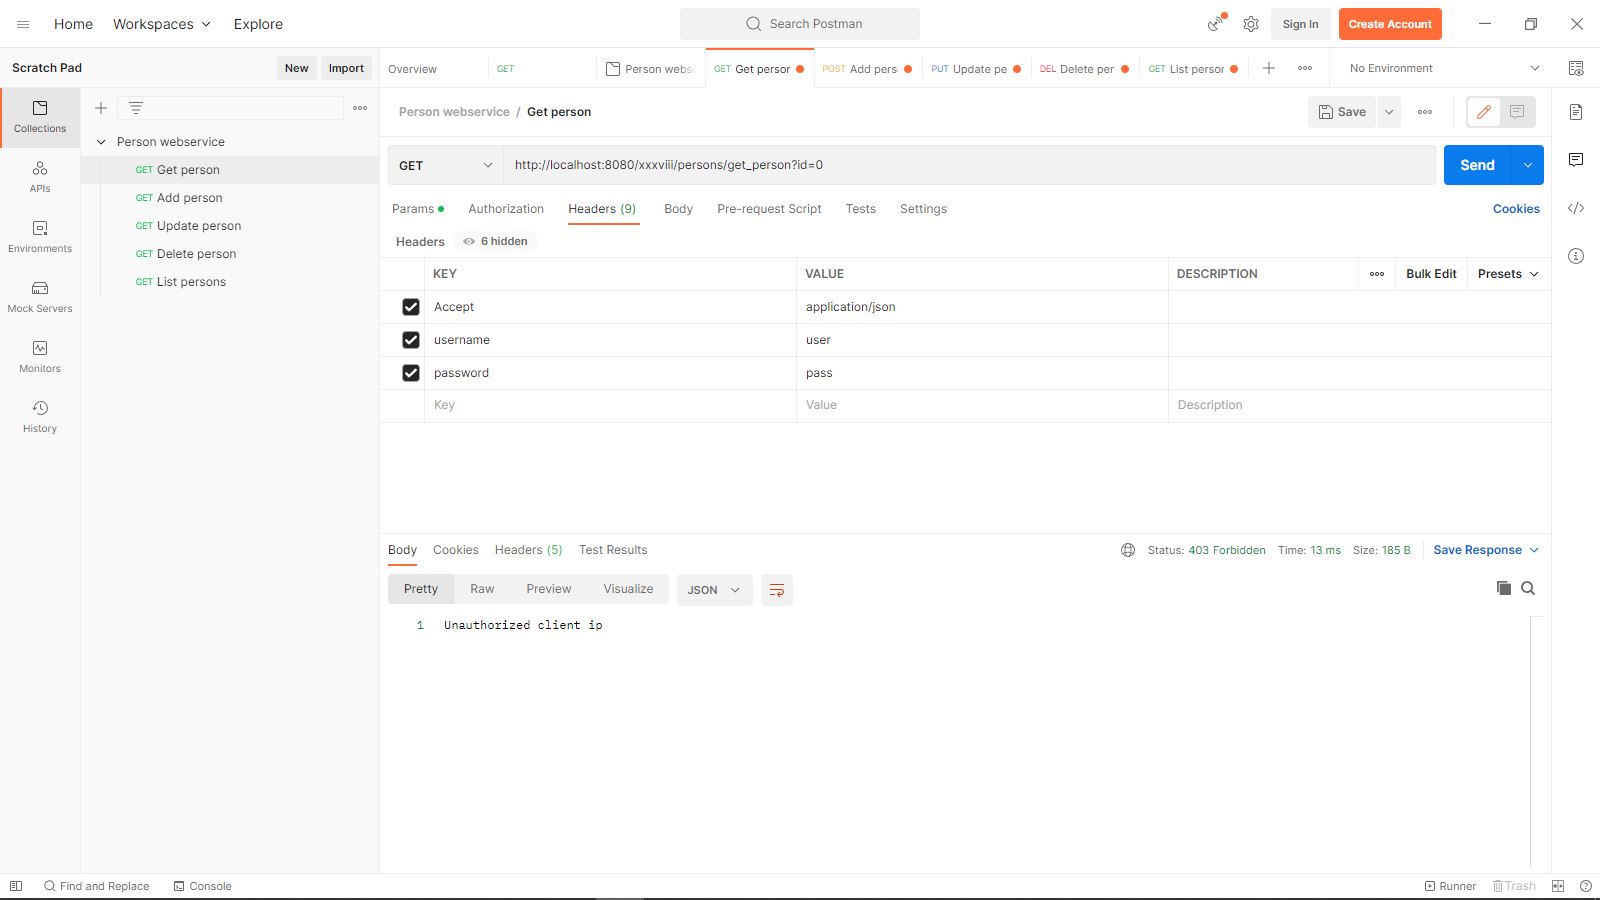 Home Workspaces Explore Search Postman Sign In Create Account
Scratch Pad New Import Overview GET Person webs GET Get person POST Add pers PUT Update pe DEL Delete per GET List person No Environment
Collections
APIs
Environments
Mock Servers
Monitors
History
Person webservice
GET Get person
GET Add person
GET Update person
GET Delete person
GET List persons
Person webservice / Get person Save
GET http://localhost:8080/xxxviii/persons/get_person?id=0 Send
Params Authorization Headers (9) Body Pre-request Script Tests Settings Cookies
Headers 6 hidden
KEY VALUE DESCRIPTION Bulk Edit Presets
Accept application/json
username user
password pass
Key Value Description
Body Cookies Headers (5) Test Results Status: 403 Forbidden Time: 13 ms Size: 185 B Save Response
Pretty Raw Preview Visualize JSON
1 Unauthorized client ip
Find and Replace Console Runner Trash